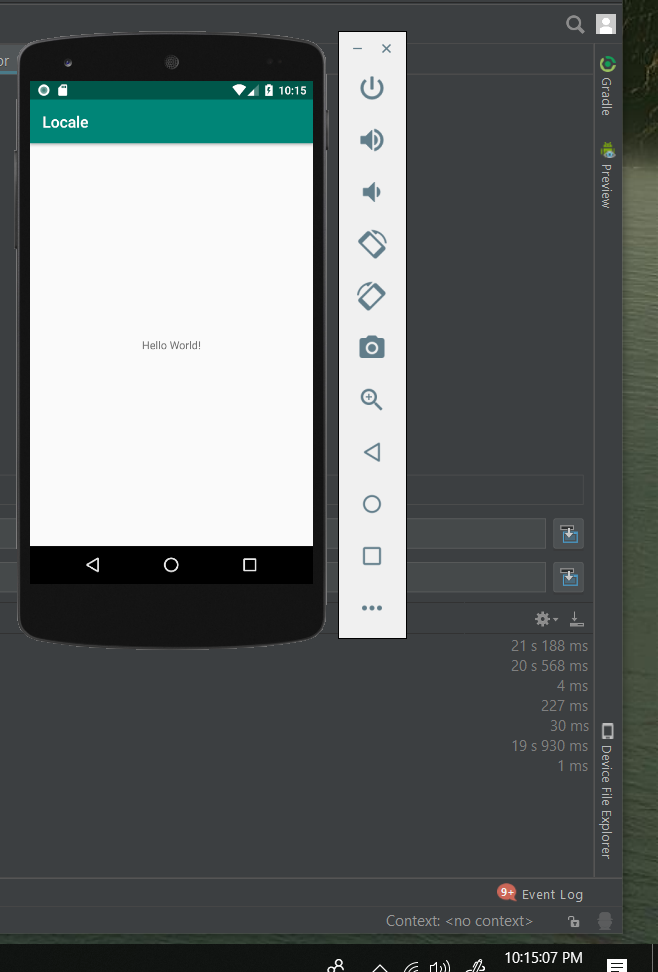 or
10:15
Locale
Hello World!
Gradle
Preview
21 s 188 ms
20 s 568 ms
4 ms
227 ms
30 ms
19 s 930 ms
1 ms
Device File Explorer
9+ Event Log
Context: <no context>
10:15:07 PM